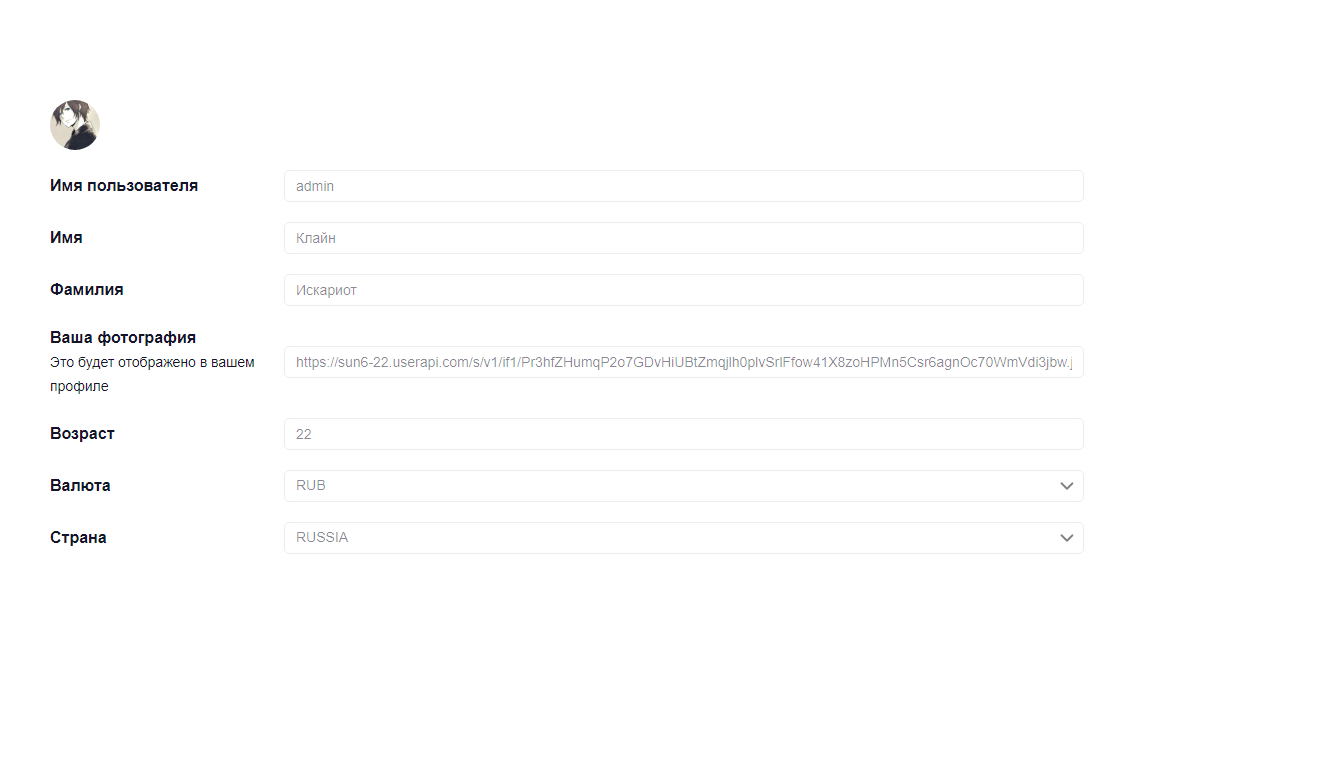 Имя пользователя
admin
Имя
Клайн
Фамилия
Искариот
Ваша фотография
Это будет отображено в вашем
профиле
https://sun6-22.userapi.com/s/v1/if1/Pr3hfZHumqP2o7GDvHiUBtZmqjlh0plvSrlFfow41X8zoHPMn5Csr6agnOc70WmVdi3jbw.j
Возраст
22
Валюта
RUB
Страна
RUSSIA